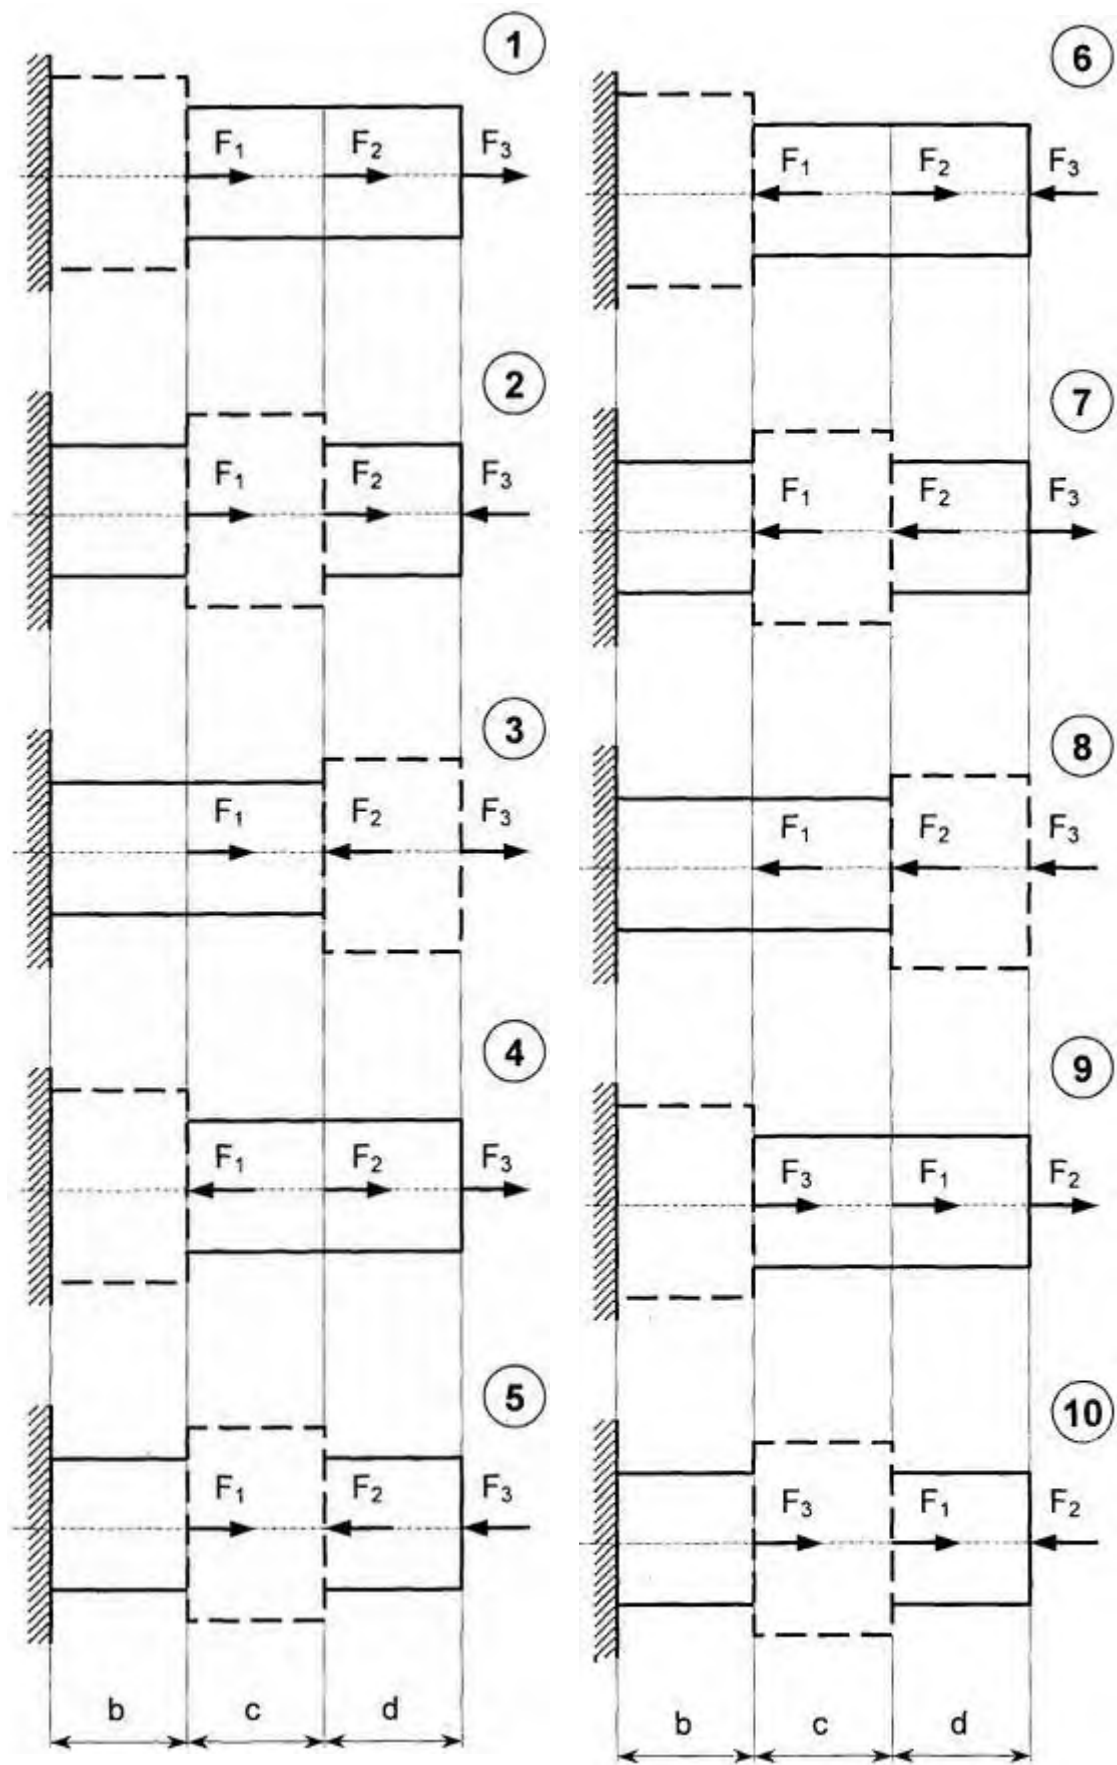 1
F₁ F₂ F₃
2
F₁ F₂ F₃
3
F₁ F₂ F₃
4
F₁ F₂ F₃
5
F₁ F₂ F₃
b c d
6
F₁ F₂ F₃
7
F₁ F₂ F₃
8
F₁ F₂ F₃
9
F₃ F₁ F₂
10
F₃ F₁ F₂
b c d